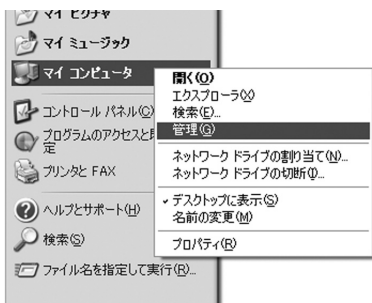 マイ ピクチャ
マイ ミュージック
マイ コンピュータ
コントロール パネル(C)
プログラムのアクセスと
定
プリンタと FAX
ヘルプとサポート(H)
検索(S)
ファイル名を指定して実行(R)...
開く(O)
エクスプローラ(X)
検索(E)...
管理(G)
ネットワーク ドライブの割り当て(N)...
ネットワーク ドライブの切断(I)...
デスクトップに表示(S)
名前の変更(M)
プロパティ(R)